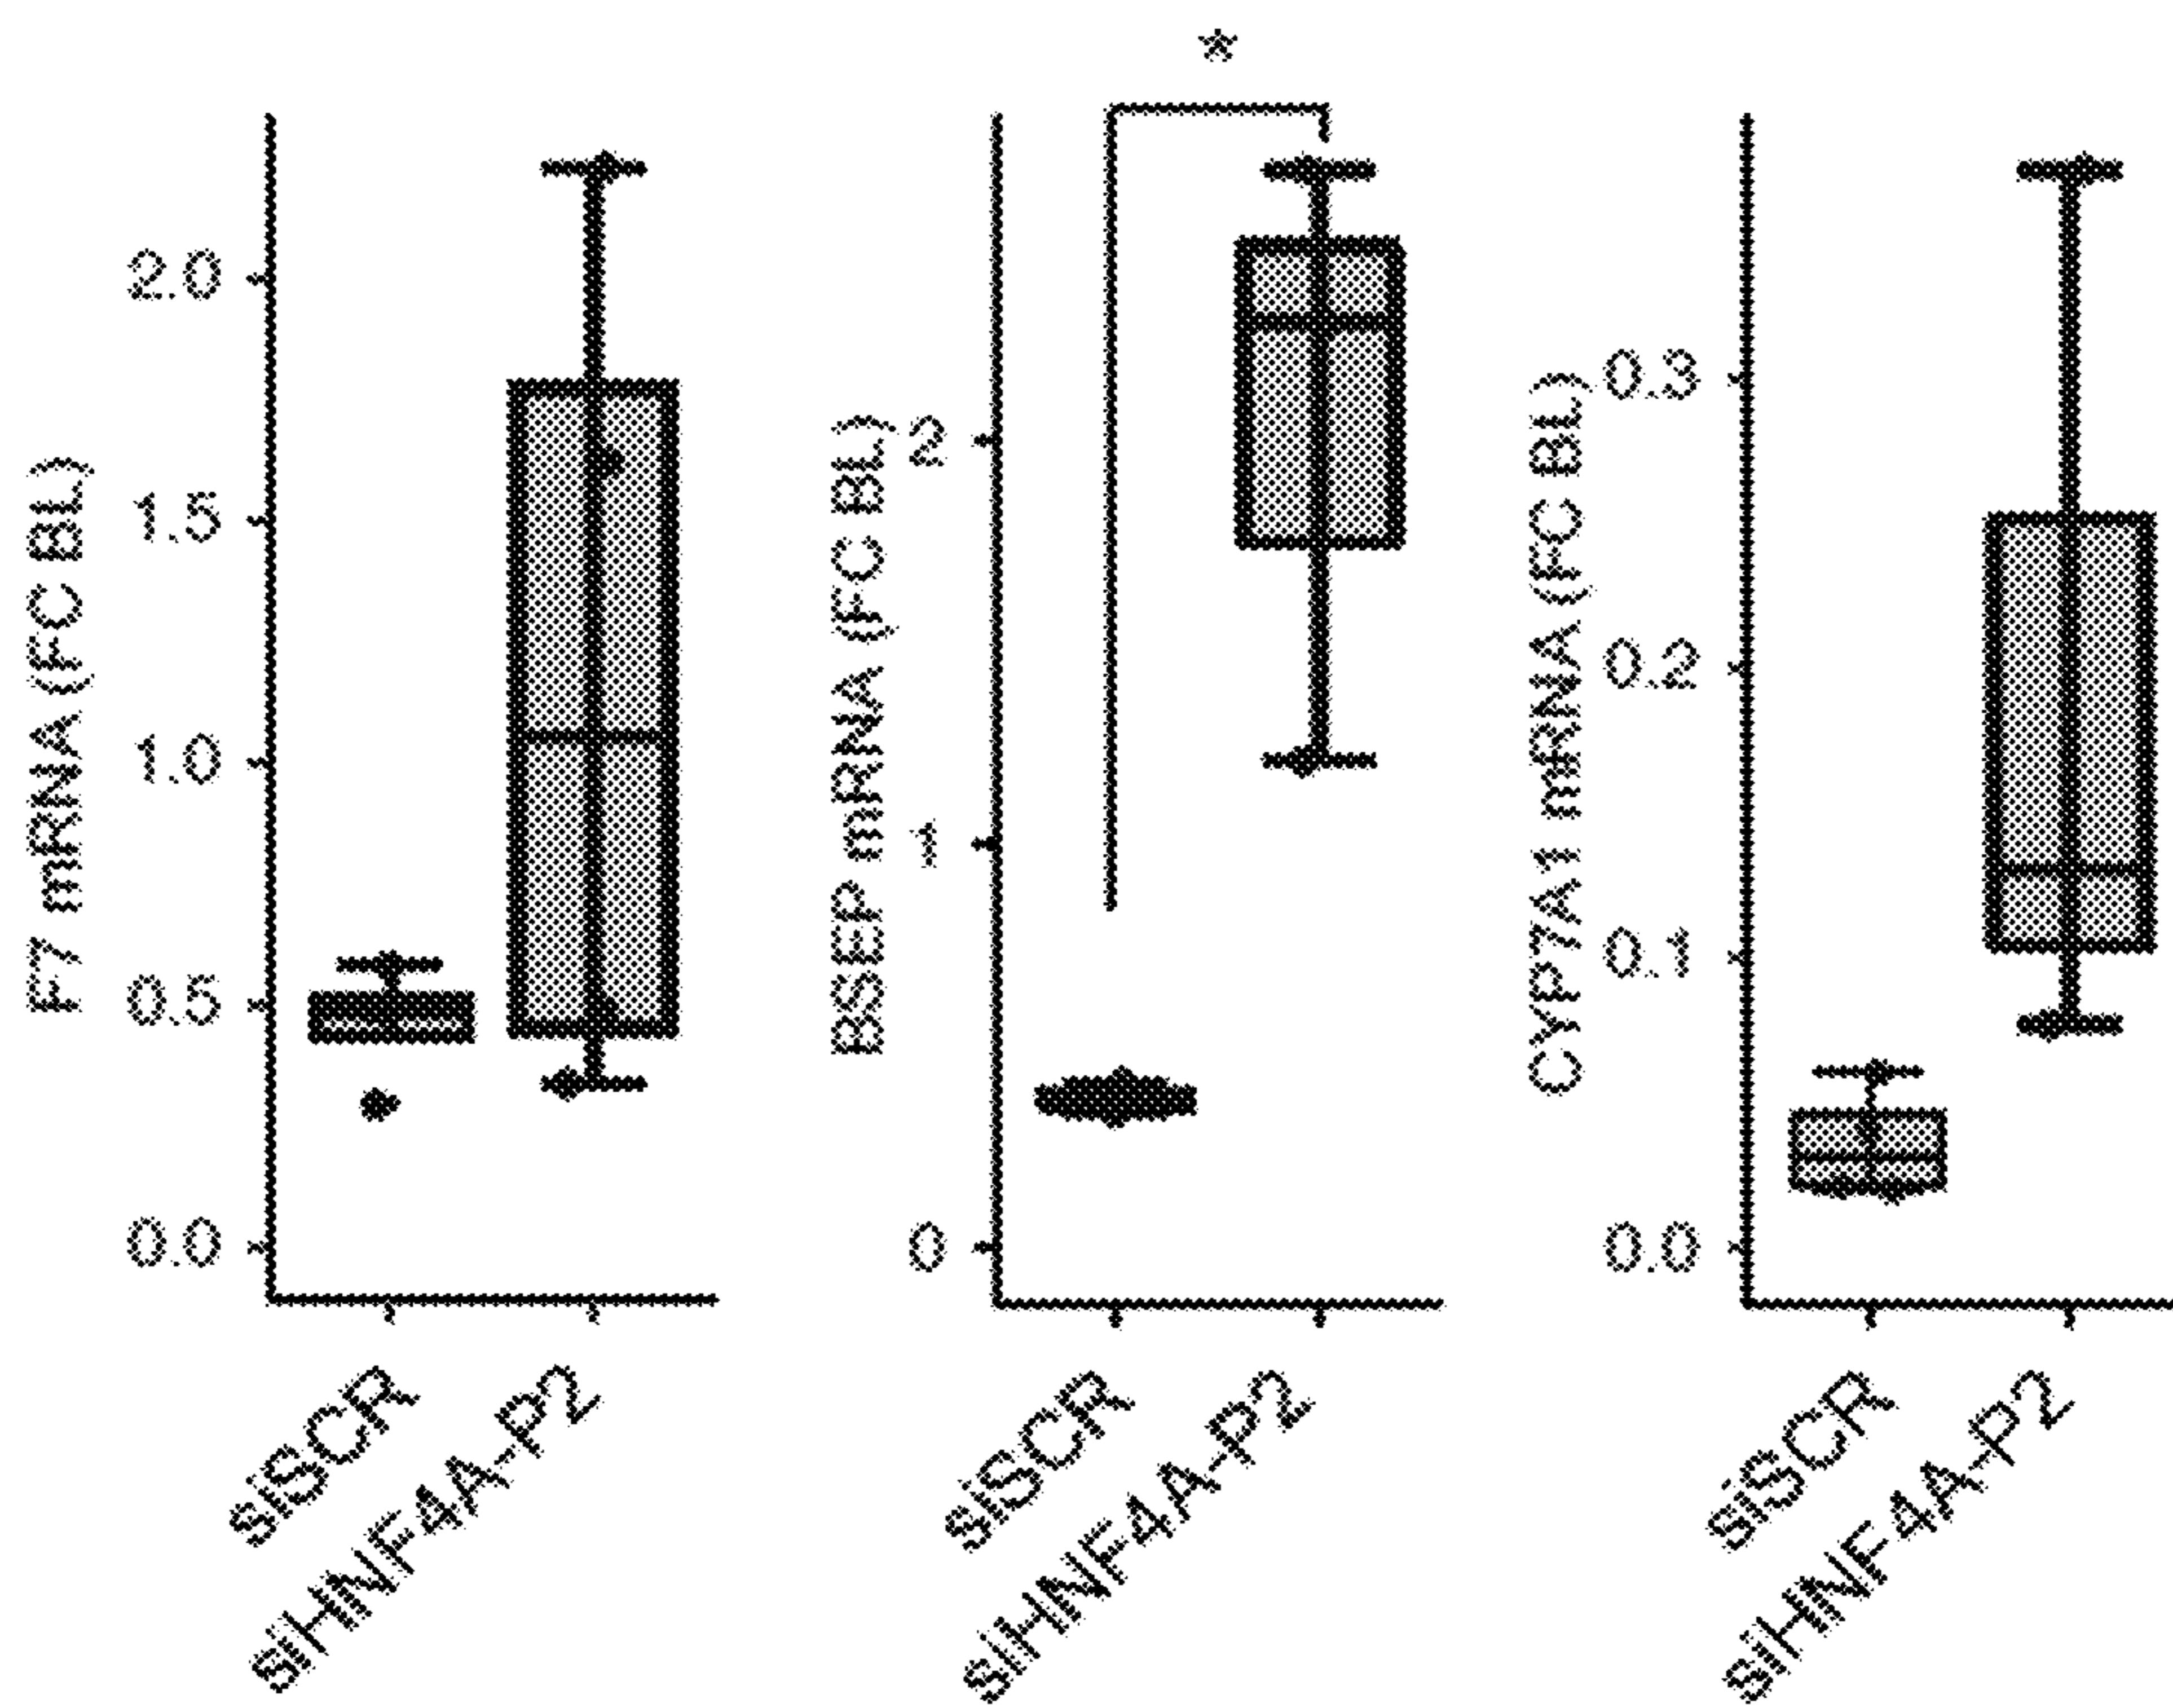 *
F7 mRNA (FC BL)
2.0
1.5
1.0
0.5
0.0
siSCR
siHNF4A-P2
BSEP mRNA (FC BL)
2
1
0
siSCR
siHNF4A-P2
CYP7A1 mRNA (FC BL)
0.3
0.2
0.1
0.0
siSCR
siHNF4A-P2